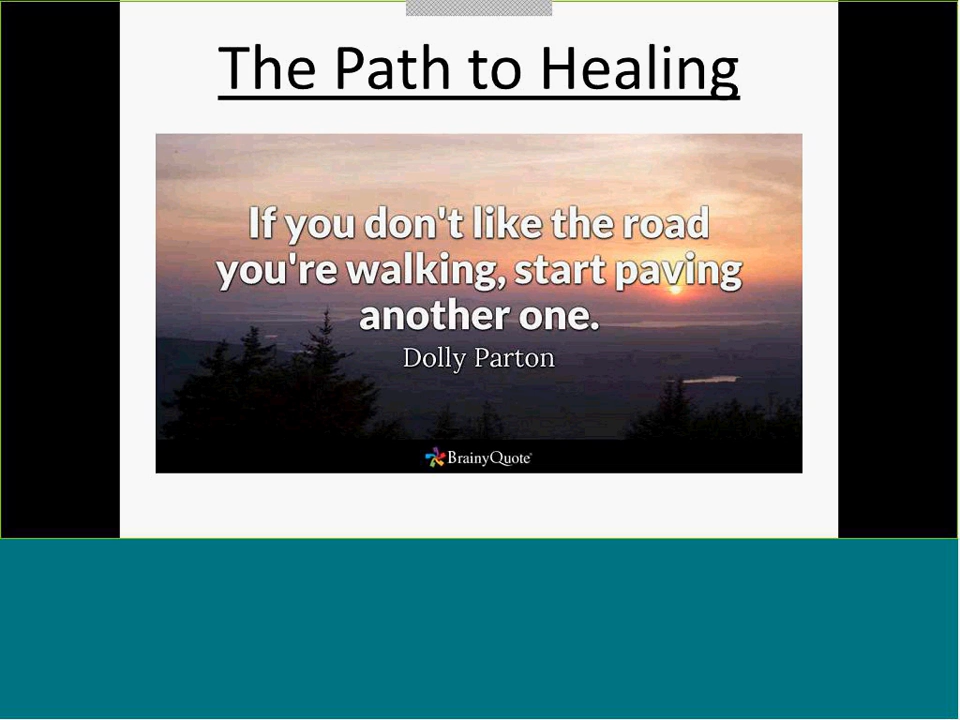 The Path to Healing
If you don't like the road
you're walking, start paving
another one.
Dolly Parton
BrainyQuote